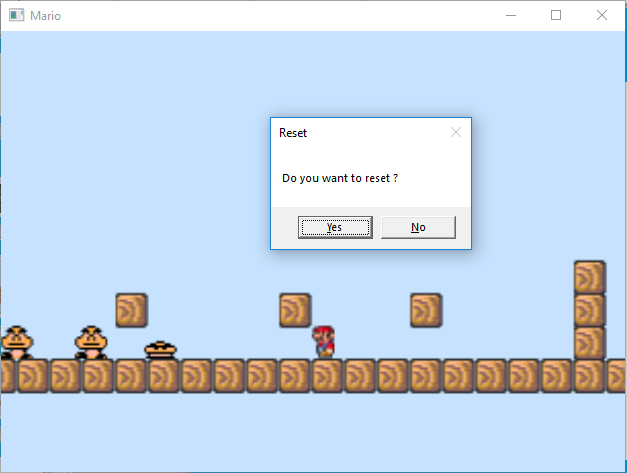 Mario
Reset
Do you want to reset ?
Yes
No